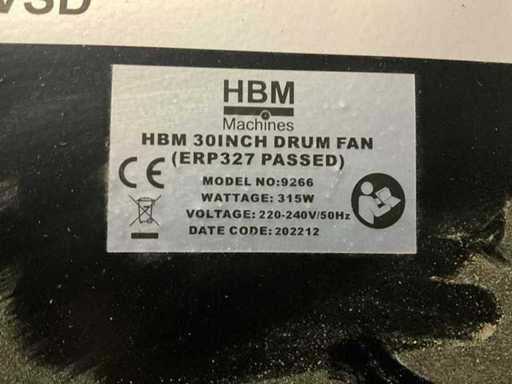 VSD
HBM
Machines
HBM 30INCH DRUM FAN
(ERP327 PASSED)
CE
MODEL NO:9266
WATTAGE: 315W
VOLTAGE: 220-240V/50Hz
DATE CODE: 202212